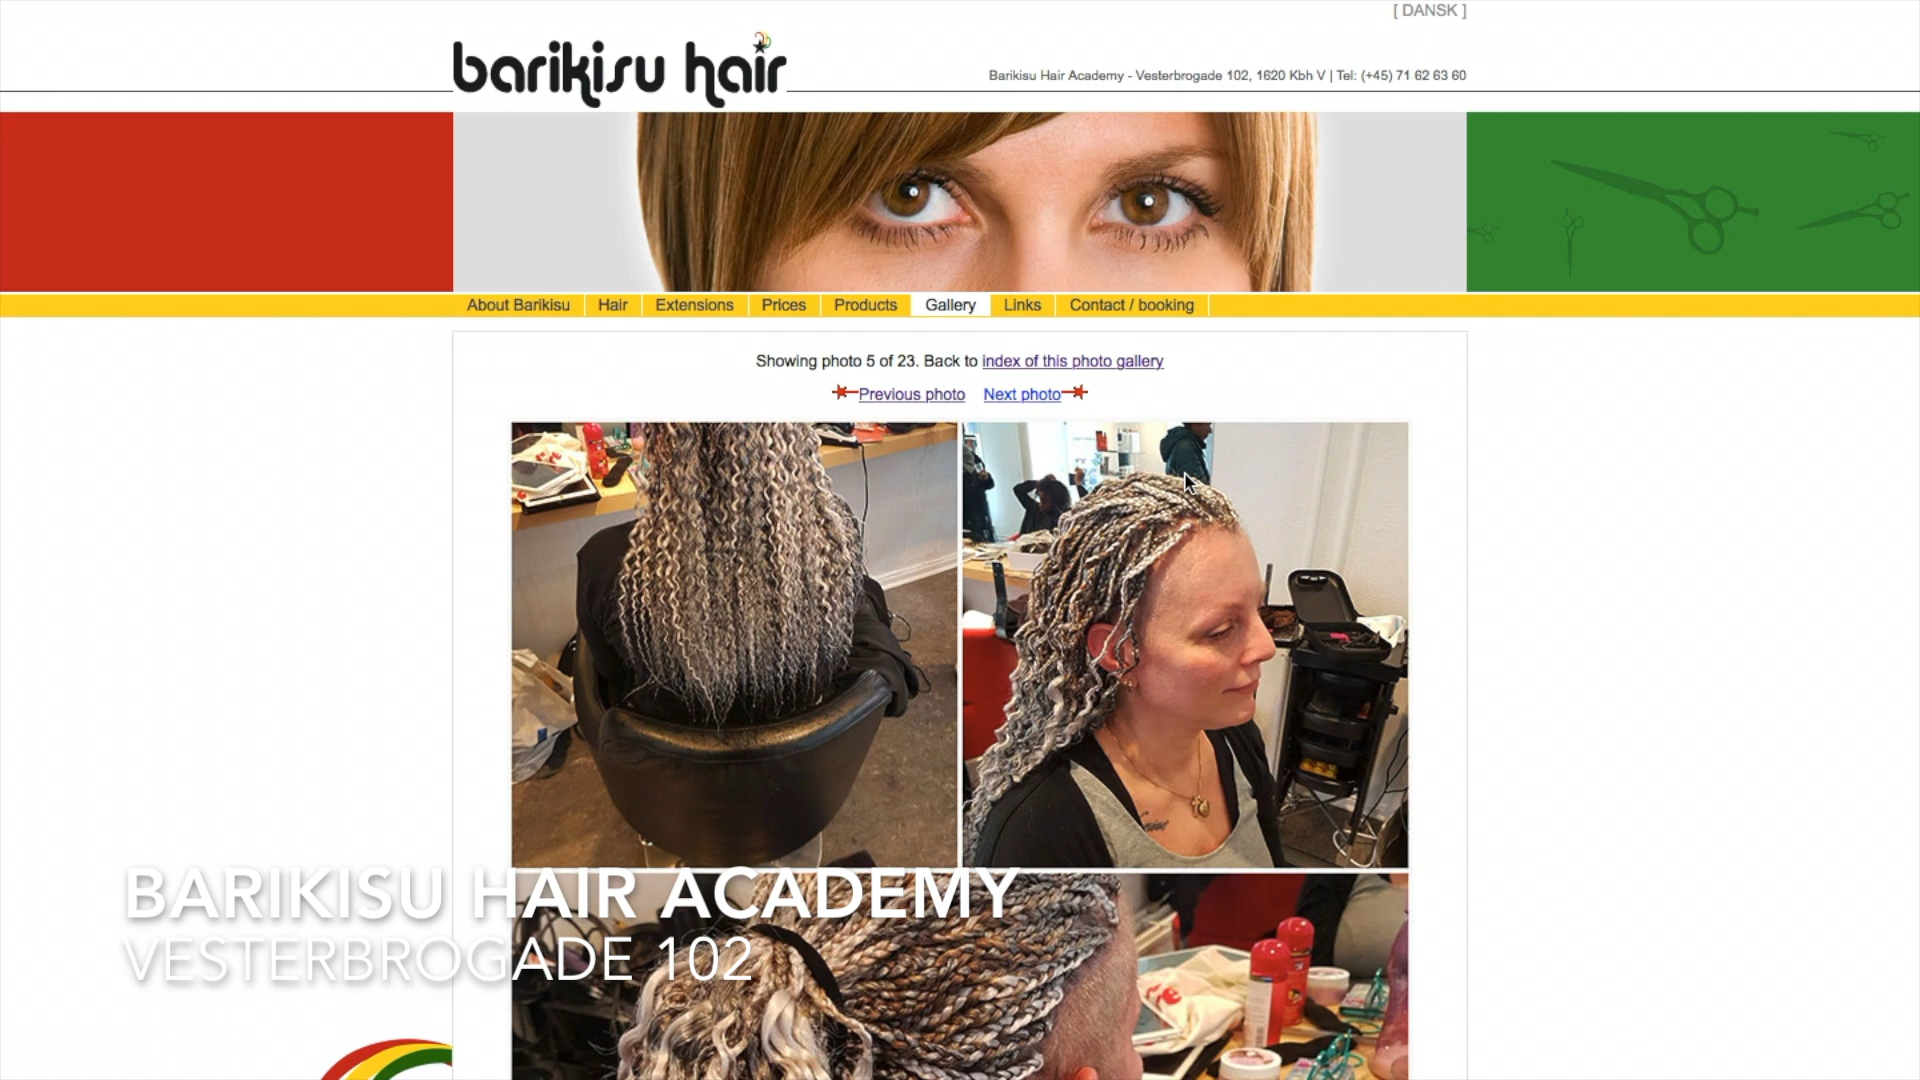 [ DANSK ]
barikisu hair
Barikisu Hair Academy - Vesterbrogade 102, 1620 Kbh V | Tel: (+45) 71 62 63 60
About Barikisu Hair Extensions Prices Products Gallery Links Contact / booking
Showing photo 5 of 23. Back to index of this photo gallery
Previous photo Next photo
BARIKISU HAIR ACADEMY
VESTERBROGADE 102